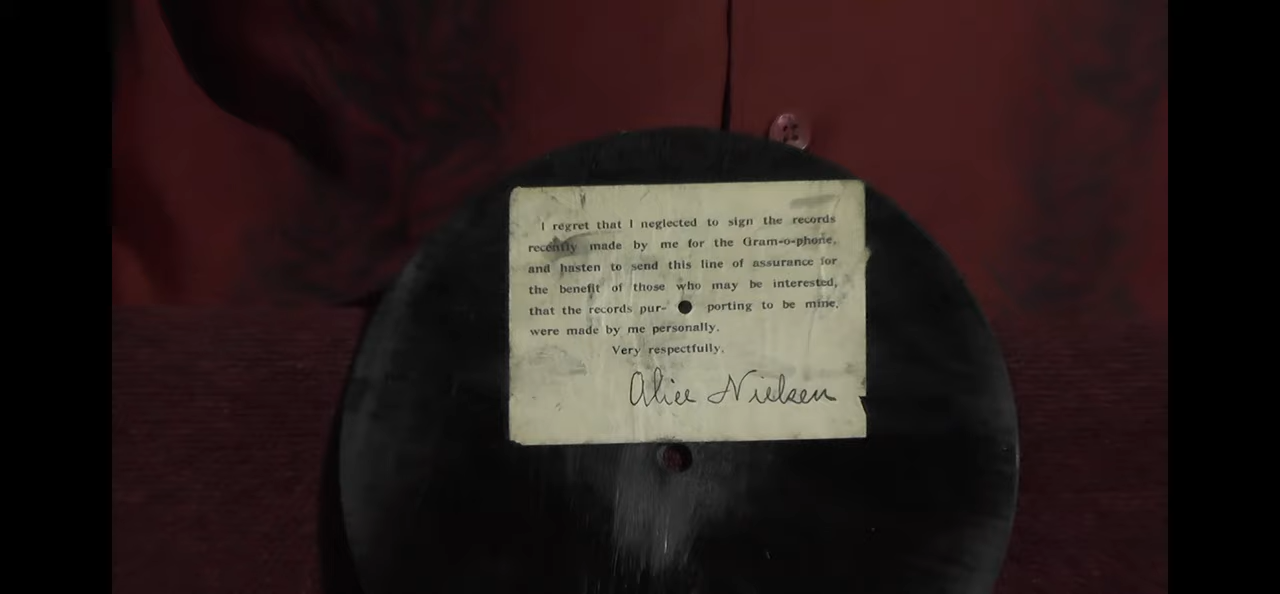 I regret that I neglected to sign the records
recently made by me for the Gram-o-phone,
and hasten to send this line of assurance for
the benefit of those who may be interested,
that the records pur- porting to be mine,
were made by me personally.
Very respectfully,
Alice Nielsen